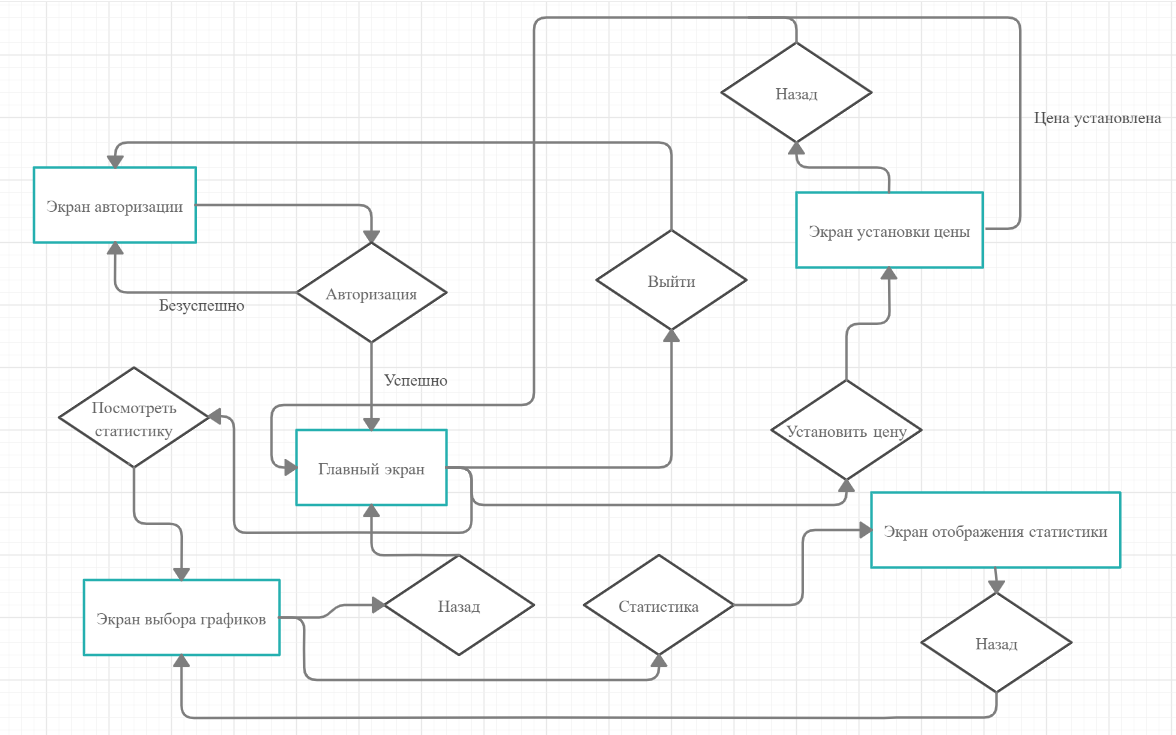 Назад
Цена установлена
Экран авторизации
Экран установки цены
Выйти
Авторизация
Безуспешно
Успешно
Посмотреть
статистику
Установить цену
Главный экран
Экран отображения статистики
Экран выбора графиков
Назад
Статистика
Назад